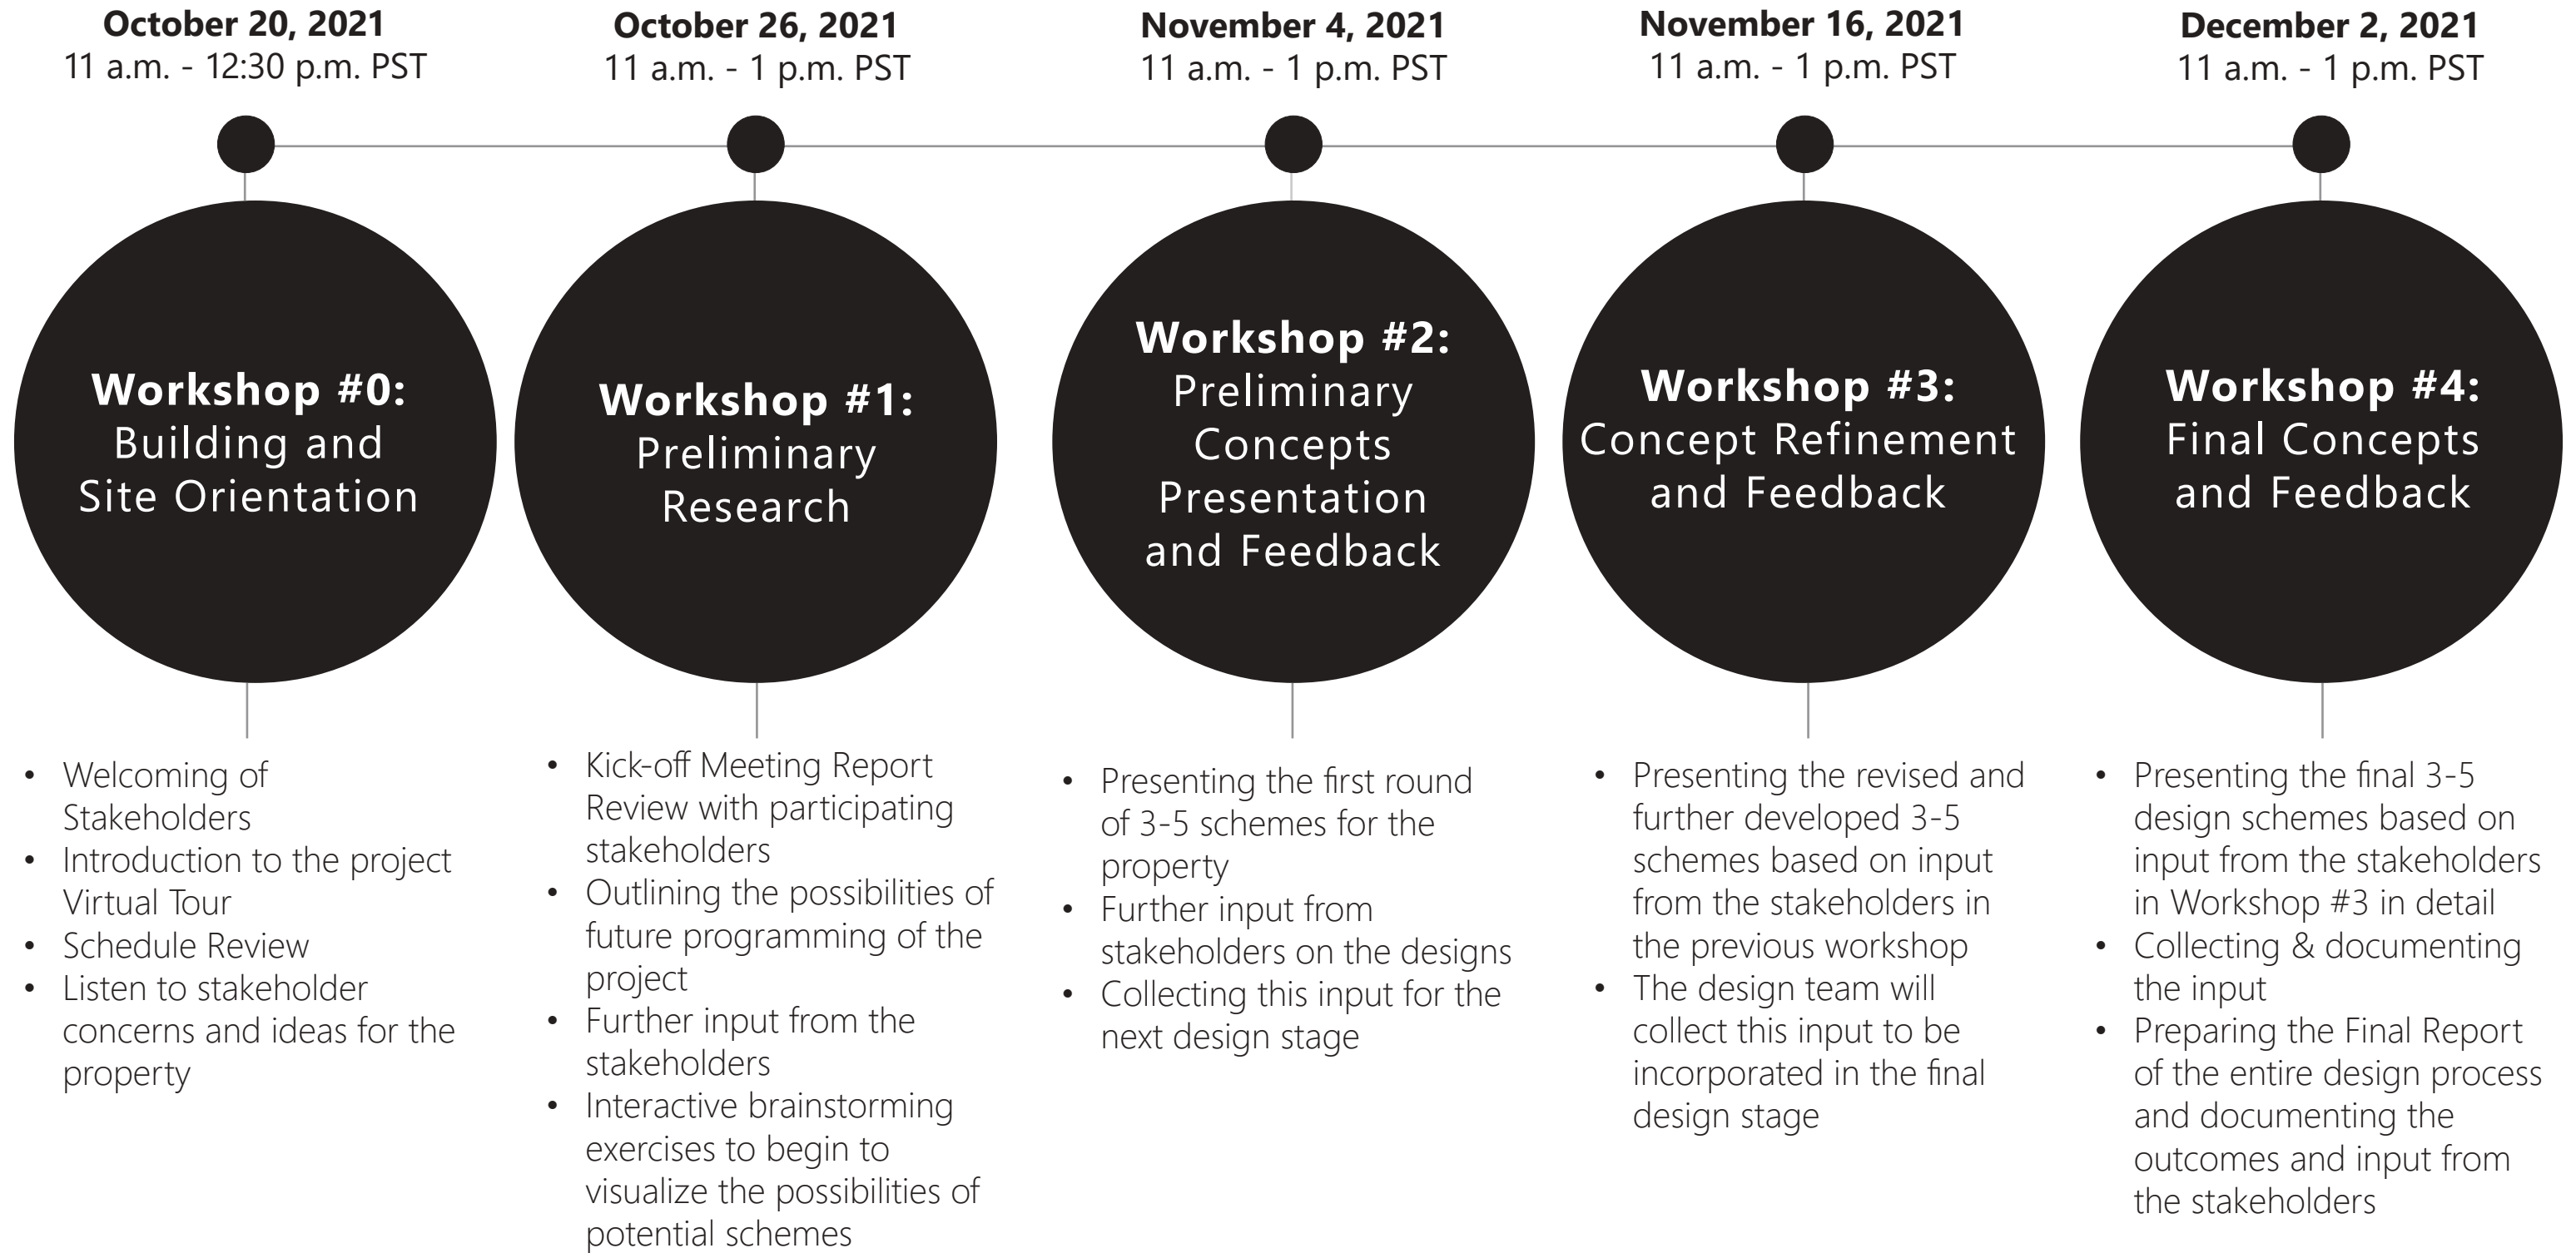 October 20, 2021
11 a.m. - 12:30 p.m. PST
Workshop #0:
Building and
Site Orientation
• Welcoming of
Stakeholders
• Introduction to the project
Virtual Tour
• Schedule Review
• Listen to stakeholder
concerns and ideas for the
property
October 26, 2021
11 a.m. - 1 p.m. PST
Workshop #1:
Preliminary
Research
• Kick-off Meeting Report
Review with participating
stakeholders
• Outlining the possibilities of
future programming of the
project
• Further input from the
stakeholders
• Interactive brainstorming
exercises to begin to
visualize the possibilities of
potential schemes
November 4, 2021
11 a.m. - 1 p.m. PST
Workshop #2:
Preliminary
Concepts
Presentation
and Feedback
• Presenting the first round
of 3-5 schemes for the
property
• Further input from
stakeholders on the designs
• Collecting this input for the
next design stage
November 16, 2021
11 a.m. - 1 p.m. PST
Workshop #3:
Concept Refinement
and Feedback
• Presenting the revised and
further developed 3-5
schemes based on input
from the stakeholders in
the previous workshop
• The design team will
collect this input to be
incorporated in the final
design stage
December 2, 2021
11 a.m. - 1 p.m. PST
Workshop #4:
Final Concepts
and Feedback
• Presenting the final 3-5
design schemes based on
input from the stakeholders
in Workshop #3 in detail
• Collecting & documenting
the input
• Preparing the Final Report
of the entire design process
and documenting the
outcomes and input from
the stakeholders